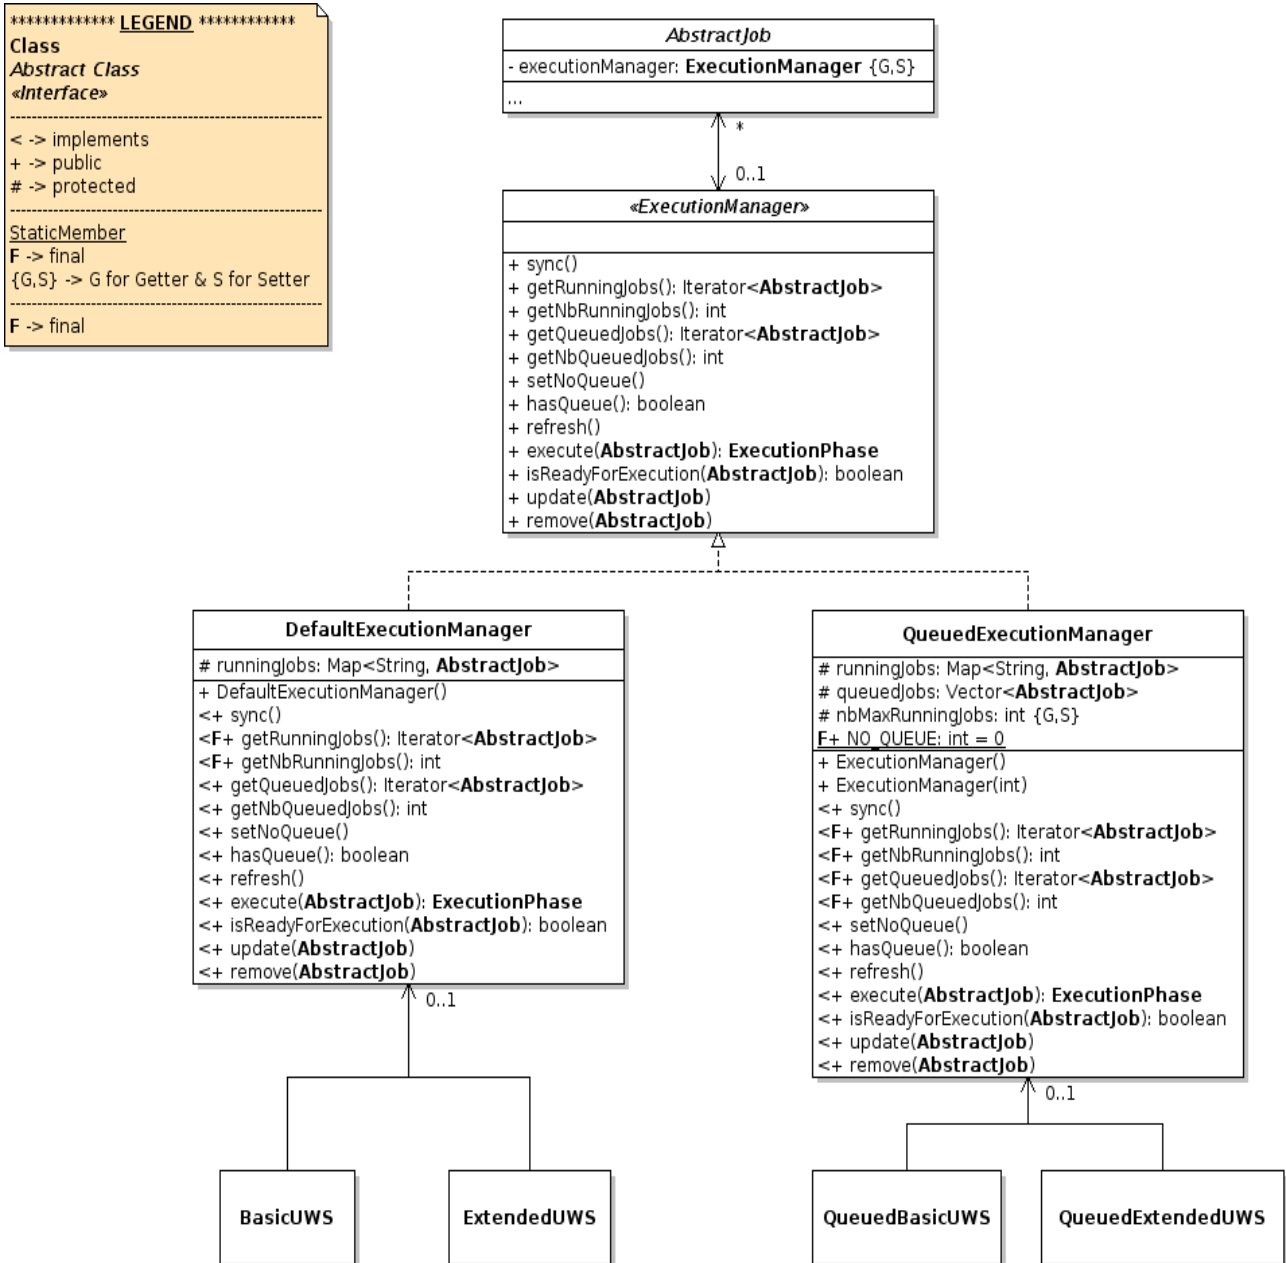 ************* LEGEND ************
Class
Abstract Class
«Interface»
< -> implements
+ -> public
# -> protected
StaticMember
F -> final
{G,S} -> G for Getter & S for Setter
F -> final
AbstractJob
- executionManager: ExecutionManager {G,S}
...
*
0..1
«ExecutionManager»
+ sync()
+ getRunningJobs(): Iterator<AbstractJob>
+ getNbRunningJobs(): int
+ getQueuedJobs(): Iterator<AbstractJob>
+ getNbQueuedJobs(): int
+ setNoQueue()
+ hasQueue(): boolean
+ refresh()
+ execute(AbstractJob): ExecutionPhase
+ isReadyForExecution(AbstractJob): boolean
+ update(AbstractJob)
+ remove(AbstractJob)
DefaultExecutionManager
# runningJobs: Map<String, AbstractJob>
+ DefaultExecutionManager()
<+ sync()
<F+ getRunningJobs(): Iterator<AbstractJob>
<F+ getNbRunningJobs(): int
<+ getQueuedJobs(): Iterator<AbstractJob>
<+ getNbQueuedJobs(): int
<+ setNoQueue()
<+ hasQueue(): boolean
<+ refresh()
<+ execute(AbstractJob): ExecutionPhase
<+ isReadyForExecution(AbstractJob): boolean
<+ update(AbstractJob)
<+ remove(AbstractJob)
0..1
BasicUWS
ExtendedUWS
QueuedExecutionManager
# runningJobs: Map<String, AbstractJob>
# queuedJobs: Vector<AbstractJob>
# nbMaxRunningJobs: int {G,S}
F+ NO_QUEUE: int = 0
+ ExecutionManager()
+ ExecutionManager(int)
<+ sync()
<F+ getRunningJobs(): Iterator<AbstractJob>
<F+ getNbRunningJobs(): int
<F+ getQueuedJobs(): Iterator<AbstractJob>
<F+ getNbQueuedJobs(): int
<+ setNoQueue()
<+ hasQueue(): boolean
<+ refresh()
<+ execute(AbstractJob): ExecutionPhase
<+ isReadyForExecution(AbstractJob): boolean
<+ update(AbstractJob)
<+ remove(AbstractJob)
0..1
QueuedBasicUWS
QueuedExtendedUWS